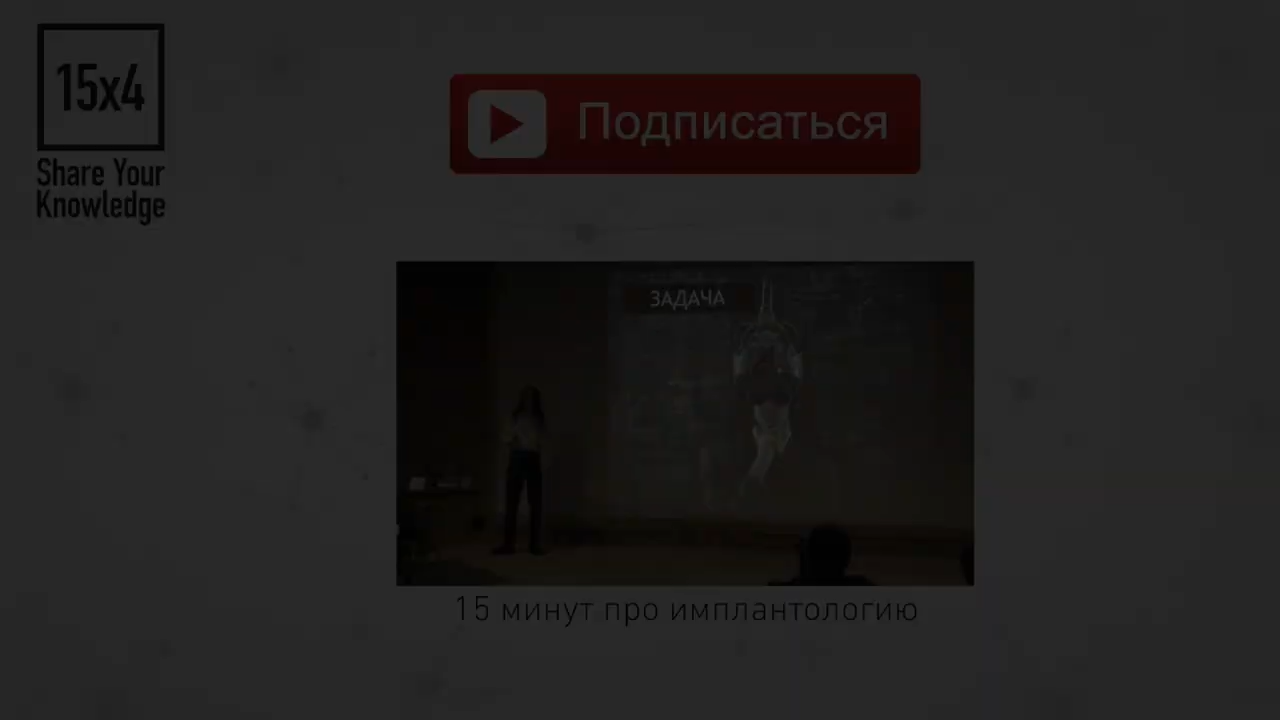 15x4
Share Your
Knowledge
Подписаться
ЗАДАЧА
15 минут про имплантологию